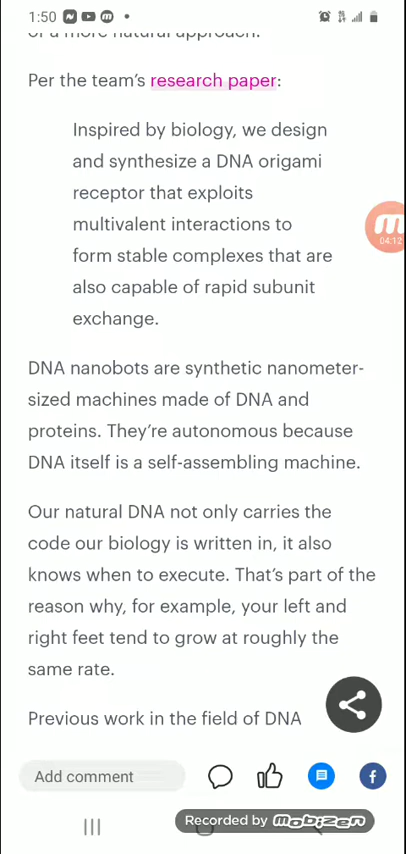 1:50
or a more natural approach.
Per the team's research paper:
Inspired by biology, we design
and synthesize a DNA origami
receptor that exploits
multivalent interactions to
form stable complexes that are
also capable of rapid subunit
exchange.
04:12
DNA nanobots are synthetic nanometer-
sized machines made of DNA and
proteins. They're autonomous because
DNA itself is a self-assembling machine.
Our natural DNA not only carries the
code our biology is written in, it also
knows when to execute. That's part of the
reason why, for example, your left and
right feet tend to grow at roughly the
same rate.
Previous work in the field of DNA
Add comment
Recorded by mobizen